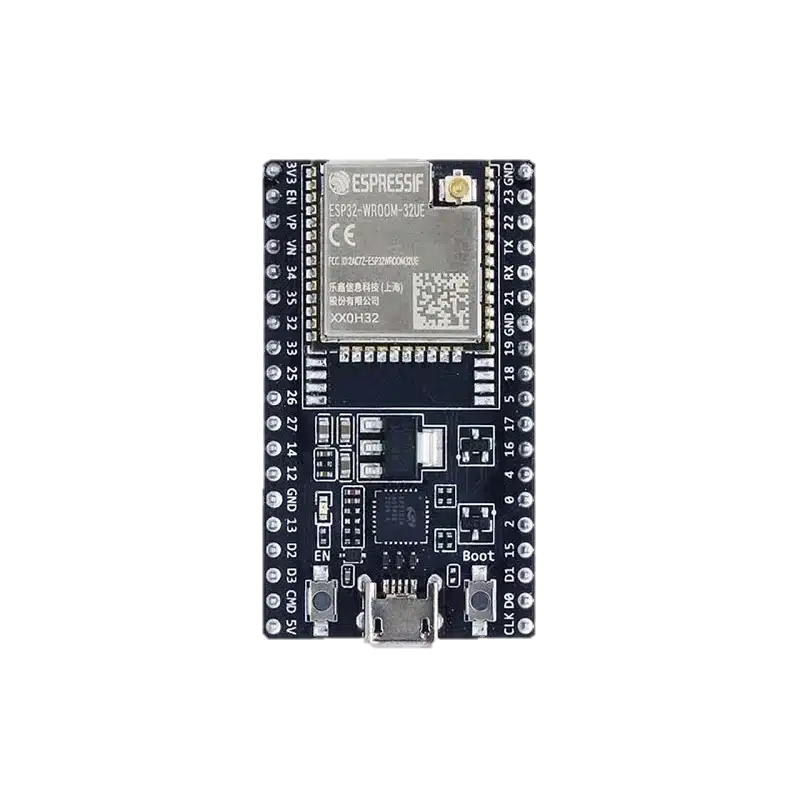 3V3
EN
VP
VN
34
35
32
33
25
26
27
14
12
GND
13
D2
D3
CMD
5V
ESPRESSIF
ESP32-WROOM-32UE
CE
FCC ID:2AC7Z-ESP32WROOM32UE
乐鑫信息科技(上海)
股份有限公司
XX0H32
EN
Boot
GND
23
22
TX
RX
21
GND
19
18
5
17
16
4
0
2
15
D1
D0
CLK